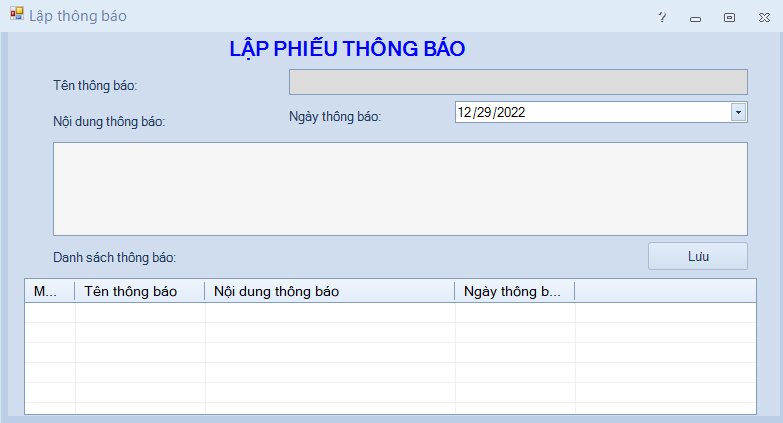 Lập thông báo
LẬP PHIẾU THÔNG BÁO
Tên thông báo:
Nội dung thông báo:
Ngày thông báo:
12/29/2022
Danh sách thông báo:
Lưu
M... Tên thông báo Nội dung thông báo Ngày thông b...